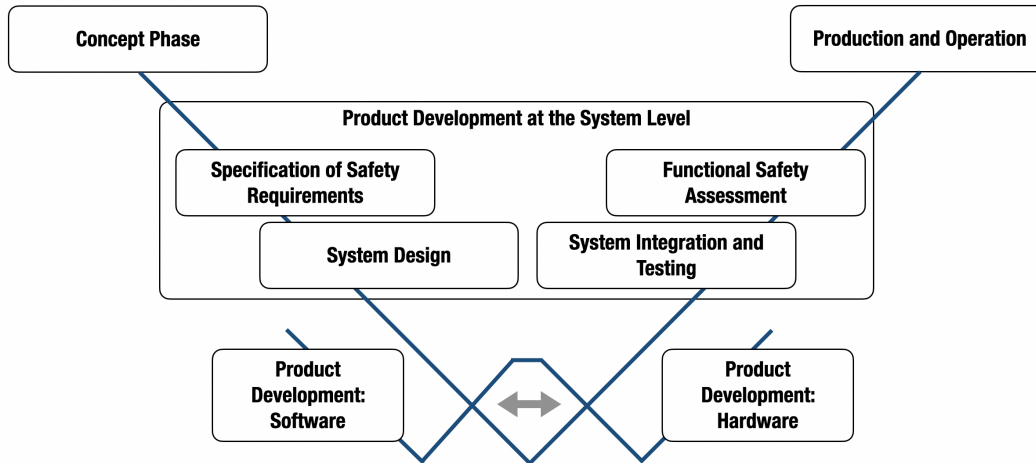 Concept Phase
Production and Operation
Product Development at the System Level
Specification of Safety
Requirements
Functional Safety
Assessment
System Design
System Integration and
Testing
Product
Development:
Software
Product
Development:
Hardware